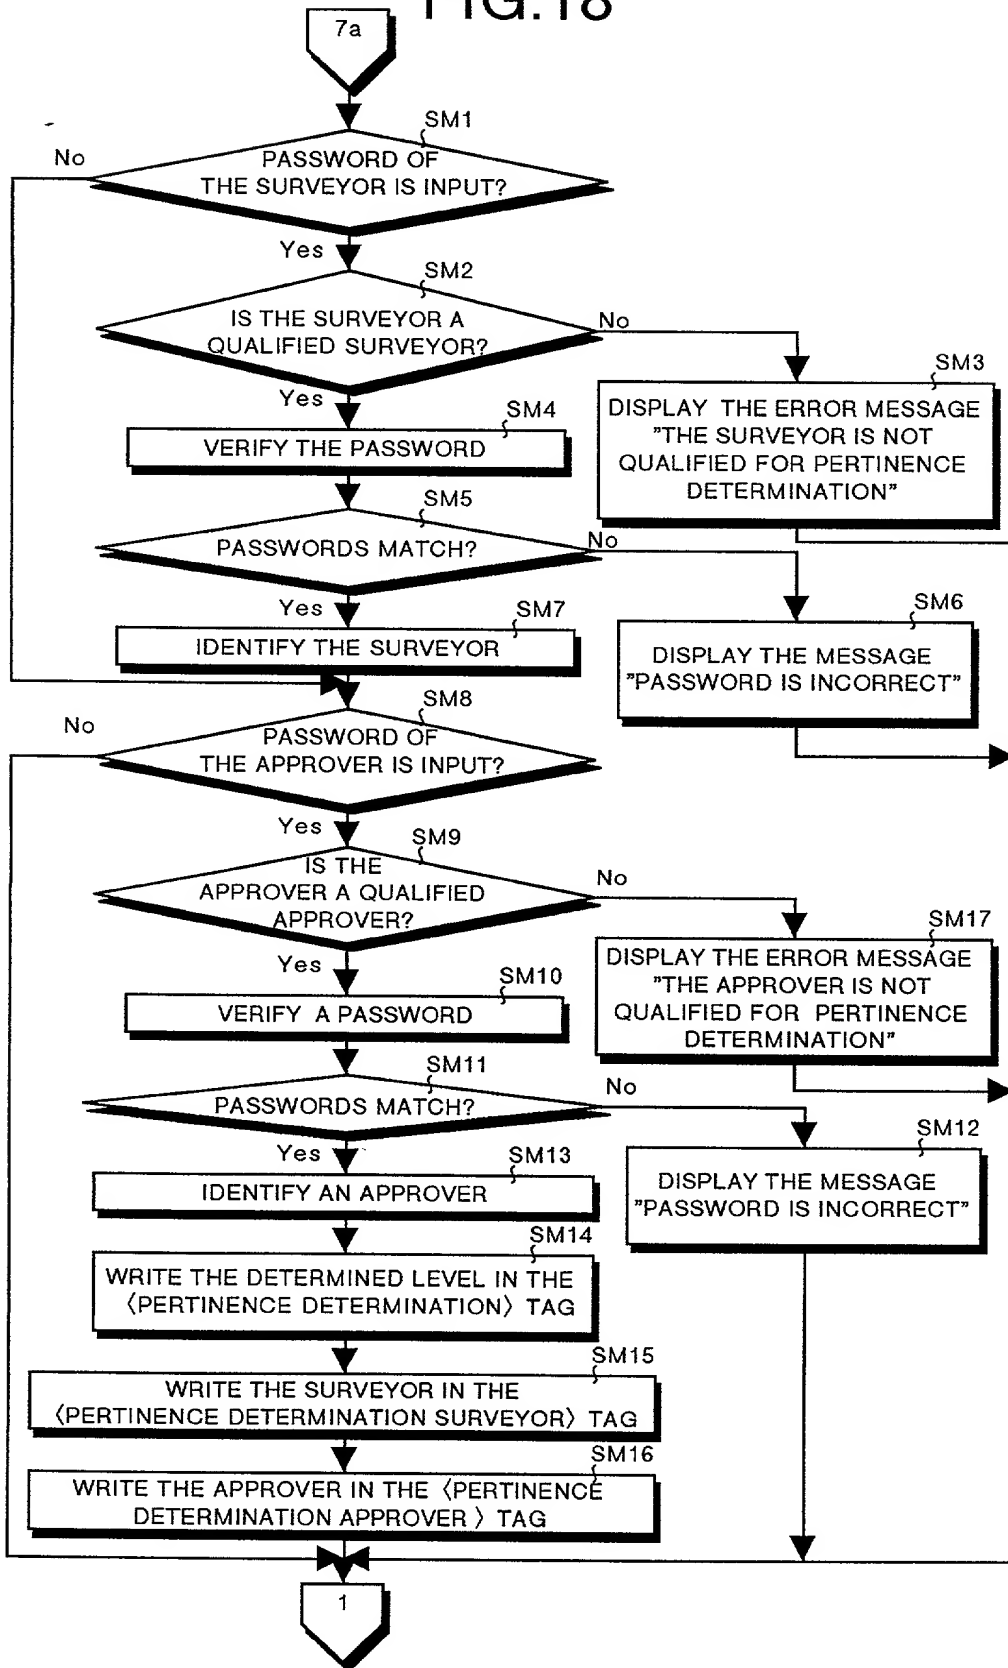 FIG.18
7a
SM1
No
PASSWORD OF
THE SURVEYOR IS INPUT?
Yes
SM2
IS THE SURVEYOR A
QUALIFIED SURVEYOR?
No
SM3
DISPLAY THE ERROR MESSAGE
"THE SURVEYOR IS NOT
QUALIFIED FOR PERTINENCE
DETERMINATION"
Yes
SM4
VERIFY THE PASSWORD
SM5
PASSWORDS MATCH?
No
SM6
DISPLAY THE MESSAGE
"PASSWORD IS INCORRECT"
Yes
SM7
IDENTIFY THE SURVEYOR
SM8
No
PASSWORD OF
THE APPROVER IS INPUT?
Yes
SM9
IS THE
APPROVER A QUALIFIED
APPROVER?
No
SM17
DISPLAY THE ERROR MESSAGE
"THE APPROVER IS NOT
QUALIFIED FOR PERTINENCE
DETERMINATION"
Yes
SM10
VERIFY A PASSWORD
SM11
PASSWORDS MATCH?
No
SM12
DISPLAY THE MESSAGE
"PASSWORD IS INCORRECT"
Yes
SM13
IDENTIFY AN APPROVER
SM14
WRITE THE DETERMINED LEVEL IN THE
〈PERTINENCE DETERMINATION〉 TAG
SM15
WRITE THE SURVEYOR IN THE
〈PERTINENCE DETERMINATION SURVEYOR〉 TAG
SM16
WRITE THE APPROVER IN THE 〈PERTINENCE
DETERMINATION APPROVER 〉 TAG
1